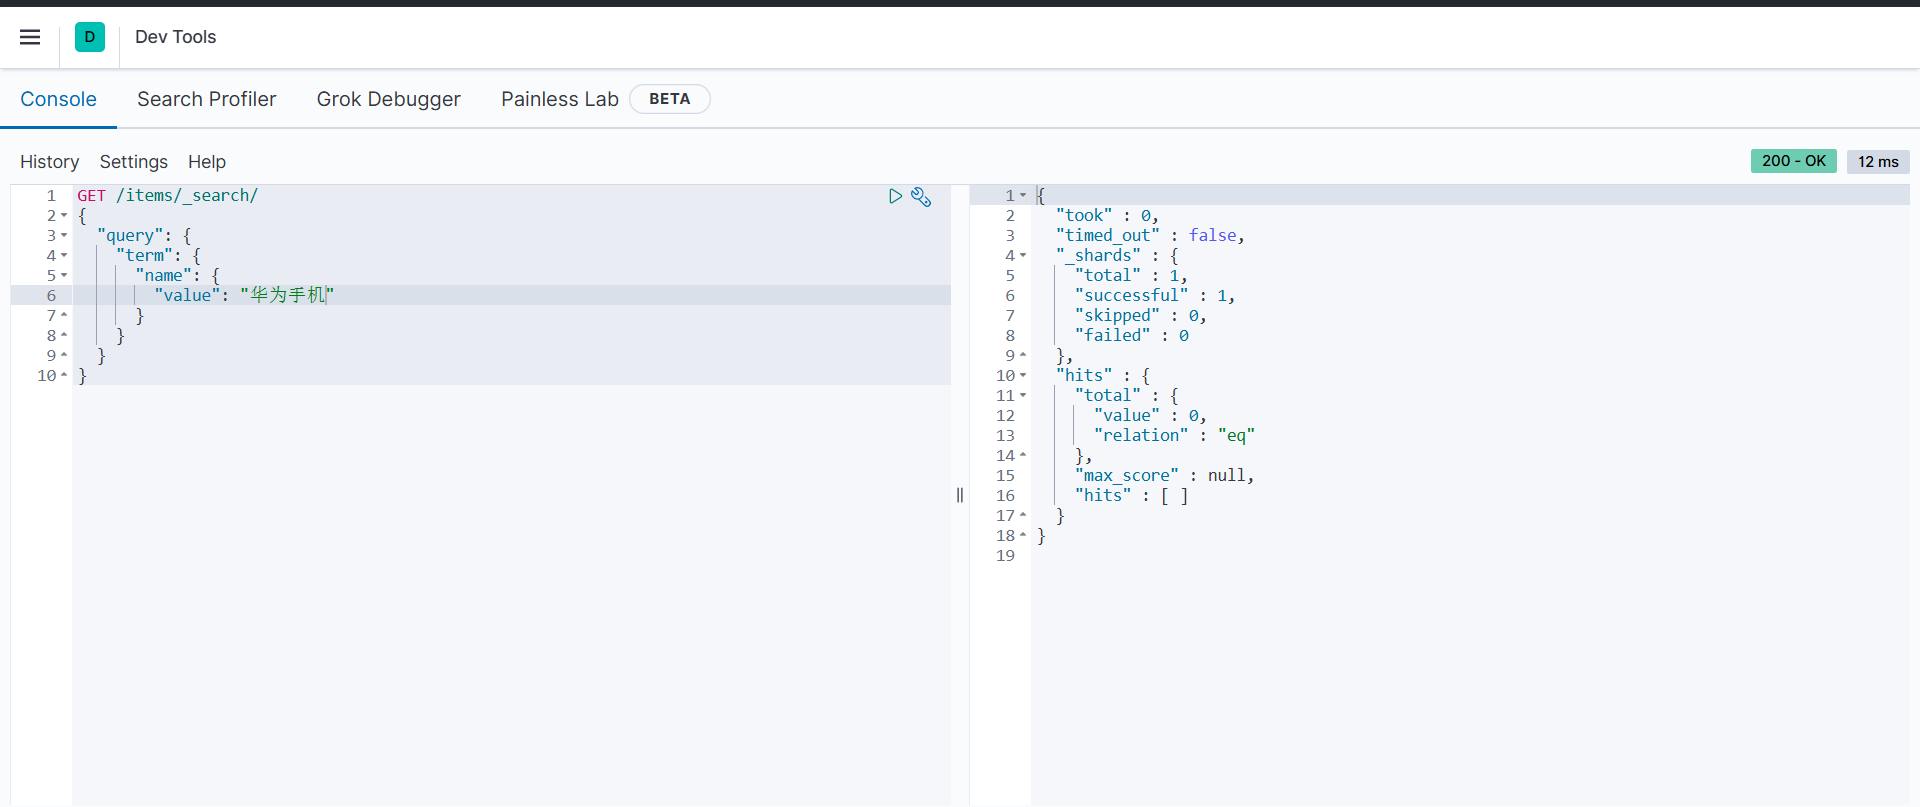 D Dev Tools
Console Search Profiler Grok Debugger Painless Lab BETA
History Settings Help
200 - OK 12 ms
1 GET /items/_search/
2 {
3   "query": {
4     "term": {
5       "name": {
6         "value": "华为手机"
7       }
8     }
9   }
10 }
1 {
2   "took" : 0,
3   "timed_out" : false,
4   "_shards" : {
5     "total" : 1,
6     "successful" : 1,
7     "skipped" : 0,
8     "failed" : 0
9   },
10   "hits" : {
11     "total" : {
12       "value" : 0,
13       "relation" : "eq"
14     },
15     "max_score" : null,
16     "hits" : [ ]
17   }
18 }
19